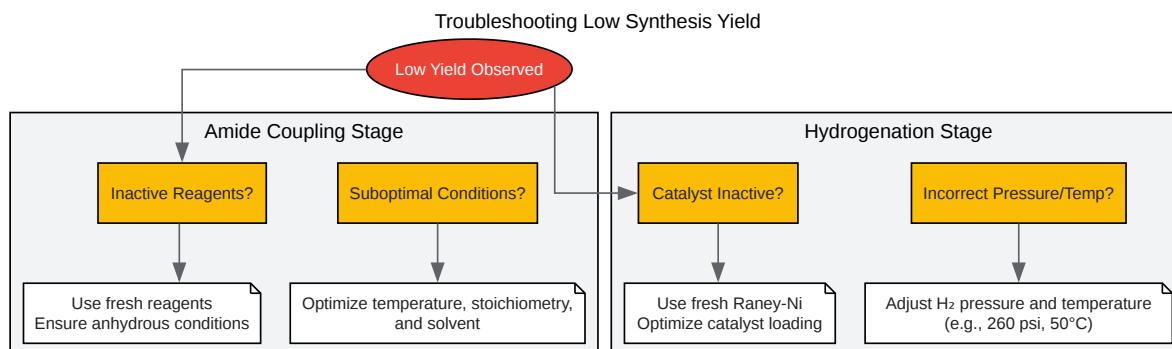 Troubleshooting Low Synthesis Yield
Low Yield Observed
Amide Coupling Stage
Inactive Reagents?
Suboptimal Conditions?
Use fresh reagents
Ensure anhydrous conditions
Optimize temperature, stoichiometry,
and solvent
Hydrogenation Stage
Catalyst Inactive?
Incorrect Pressure/Temp?
Use fresh Raney-Ni
Optimize catalyst loading
Adjust H₂ pressure and temperature
(e.g., 260 psi, 50°C)